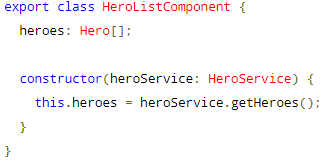 export class HeroListComponent {
  heroes: Hero[];

  constructor(heroService: HeroService) {
    this.heroes = heroService.getHeroes();
  }
}